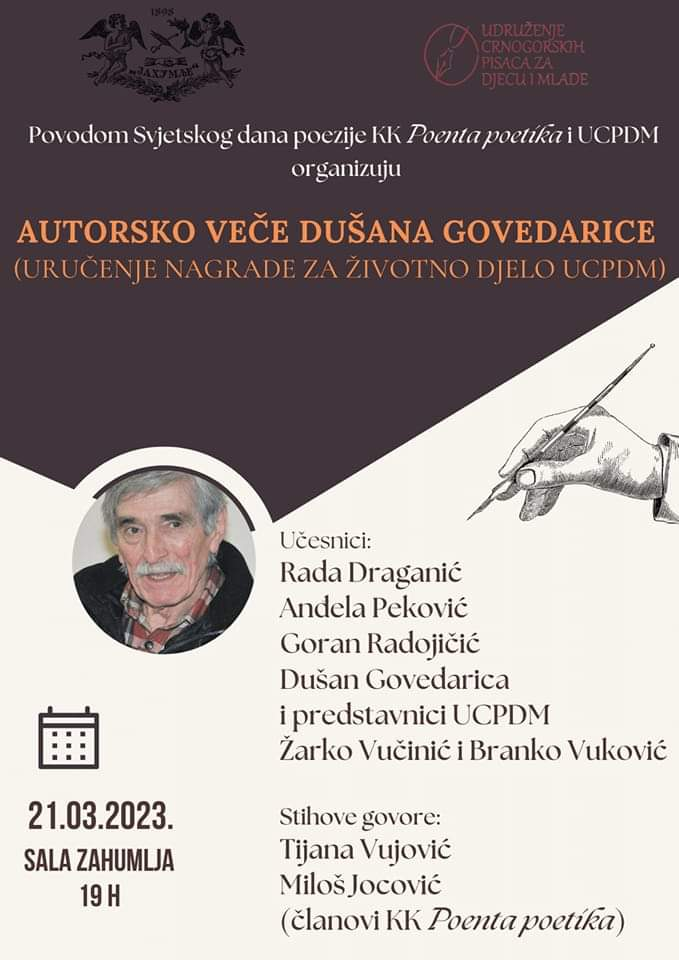 1898
„ЗАХУМЉЕ"
UDRUŽENJE
CRNOGORSKIH
PISACA ZA
DJECU I MLADE
Povodom Svjetskog dana poezije KK Poenta poetika i UCPDM
organizuju
AUTORSKO VEČE DUŠANA GOVEDARICE
(URUČENJE NAGRADE ZA ŽIVOTNO DJELO UCPDM)
Učesnici:
Rada Draganić
Anđela Peković
Goran Radojičić
Dušan Govedarica
i predstavnici UCPDM
Žarko Vučinić i Branko Vuković
21.03.2023.
SALA ZAHUMLJA
19 H
Stihove govore:
Tijana Vujović
Miloš Jocović
(članovi KK Poenta poetika)